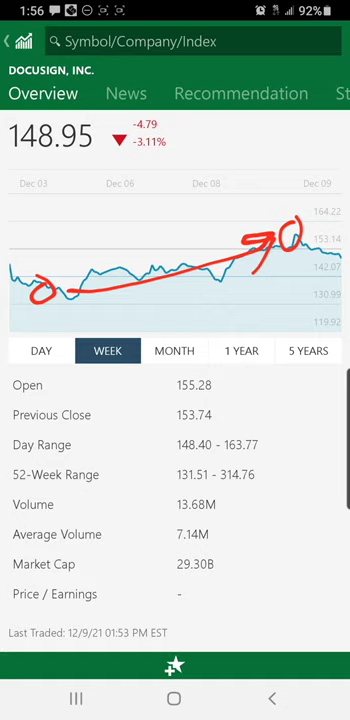 1:56 92%
Symbol/Company/Index
DOCUSIGN, INC.
Overview News Recommendation St
148.95 -4.79
-3.11%
Dec 03 Dec 06 Dec 08 Dec 09
164.22
153.14
142.07
130.99
119.92
DAY WEEK MONTH 1 YEAR 5 YEARS
Open 155.28
Previous Close 153.74
Day Range 148.40 - 163.77
52-Week Range 131.51 - 314.76
Volume 13.68M
Average Volume 7.14M
Market Cap 29.30B
Price / Earnings -
Last Traded: 12/9/21 01:53 PM EST